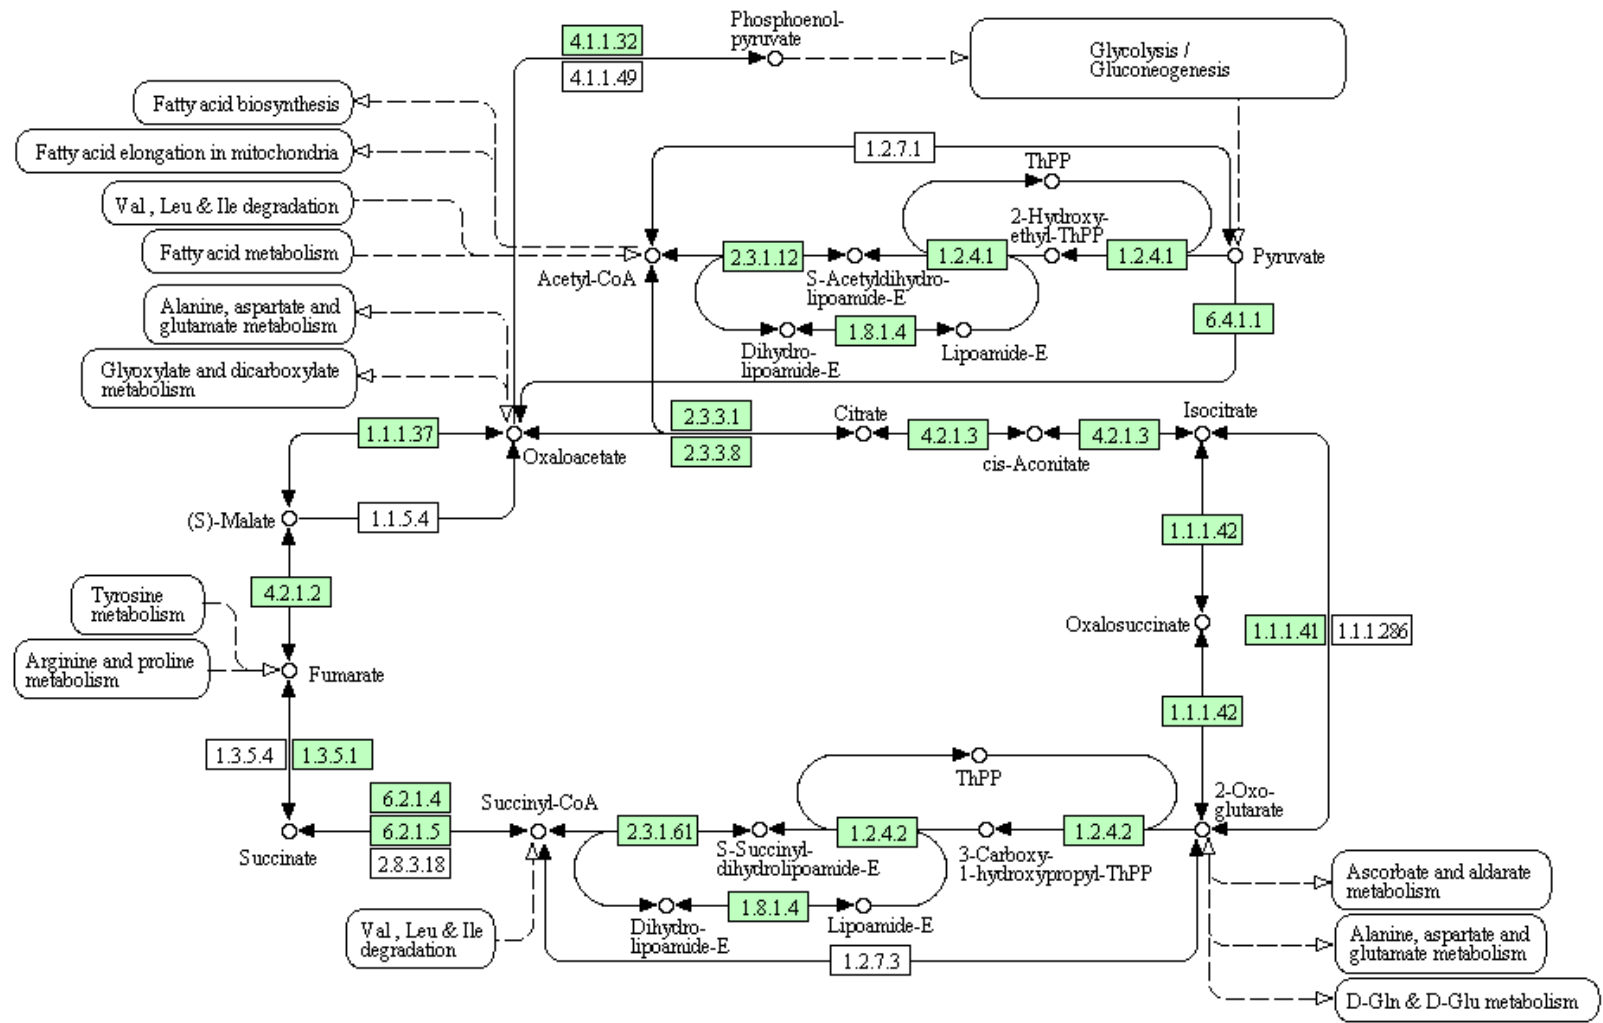 Phosphoenol-
pyruvate
4.1.1.32
4.1.1.49
Glycolysis /
Gluconeogenesis
Fatty acid biosynthesis
Fatty acid elongation in mitochondria
Val , Leu & Ile degradation
Fatty acid metabolism
1.2.7.1
ThPP
2-Hydroxy-
ethyl-ThPP
2.3.1.12
1.2.4.1
1.2.4.1
Pyruvate
Acetyl-CoA
S-Acetyldihydro-
lipoamide-E
Alanine, aspartate and
glutamate metabolism
1.8.1.4
6.4.1.1
Dihydro-
lipoamide-E
Lipoamide-E
Glyoxylate and dicarboxylate
metabolism
1.1.1.37
Oxaloacetate
2.3.3.1
2.3.3.8
Citrate
4.2.1.3
cis-Aconitate
4.2.1.3
Isocitrate
(S)-Malate
1.1.5.4
1.1.1.42
4.2.1.2
Tyrosine
metabolism
Oxalosuccinate
1.1.1.41
1.1.1.286
Arginine and proline
metabolism
Fumarate
1.1.1.42
1.3.5.4
1.3.5.1
ThPP
6.2.1.4
6.2.1.5
2.8.3.18
Succinate
Succinyl-CoA
2.3.1.61
S-Succinyl-
dihydrolipoamide-E
1.2.4.2
3-Carboxy-
1-hydroxypropyl-ThPP
1.2.4.2
2-Oxo-
glutarate
1.8.1.4
Dihydro-
lipoamide-E
Lipoamide-E
Val , Leu & Ile
degradation
1.2.7.3
Ascorbate and aldarate
metabolism
Alanine, aspartate and
glutamate metabolism
D-Gln & D-Glu metabolism